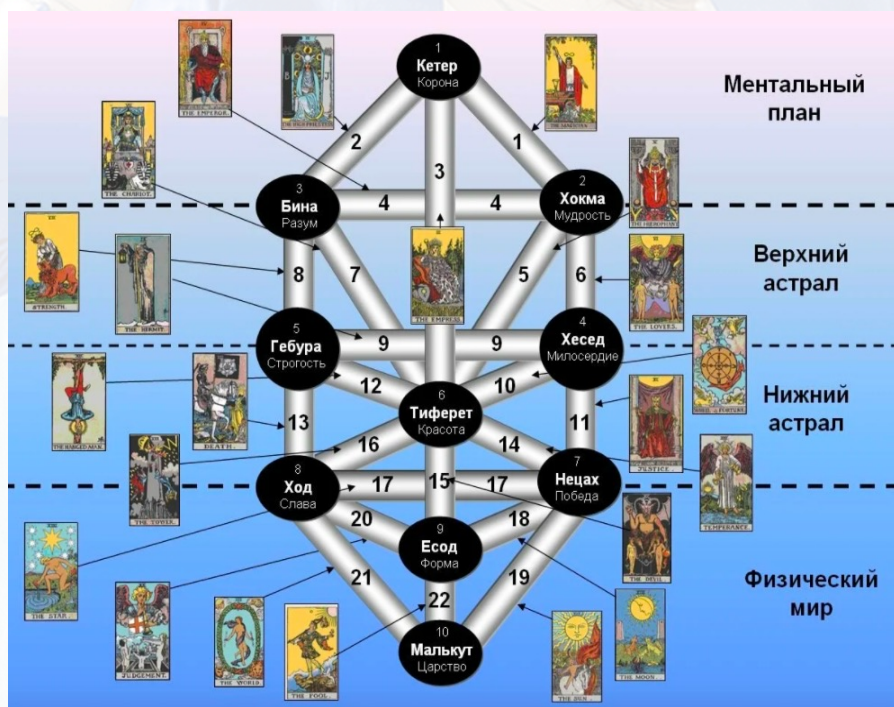 1
Кетер
Корона
Ментальный
план
THE EMPEROR.
THE CHARIOT.
2
1
3
3
Бина
Разум
4
4
2
Хокма
Мудрость
THE HIEROPHANT
STRENGTH.
THE HERMIT.
8
7
THE EMPRESS.
5
6
THE LOVERS.
Верхний
астрал
5
Гебура
Строгость
9
9
4
Хесед
Милосердие
WHEEL of FORTUNE.
THE HANGED MAN.
DEATH.
12
10
13
6
Тиферет
Красота
11
JUSTICE.
Нижний
астрал
THE TOWER.
16
14
TEMPERANCE.
8
Ход
Слава
17
15
17
7
Нецах
Победа
THE STAR.
JUDGEMENT.
20
9
Есод
Форма
18
THE DEVIL.
21
THE WORLD.
THE FOOL.
22
19
THE SUN.
THE MOON.
Физический
мир
10
Малькут
Царство